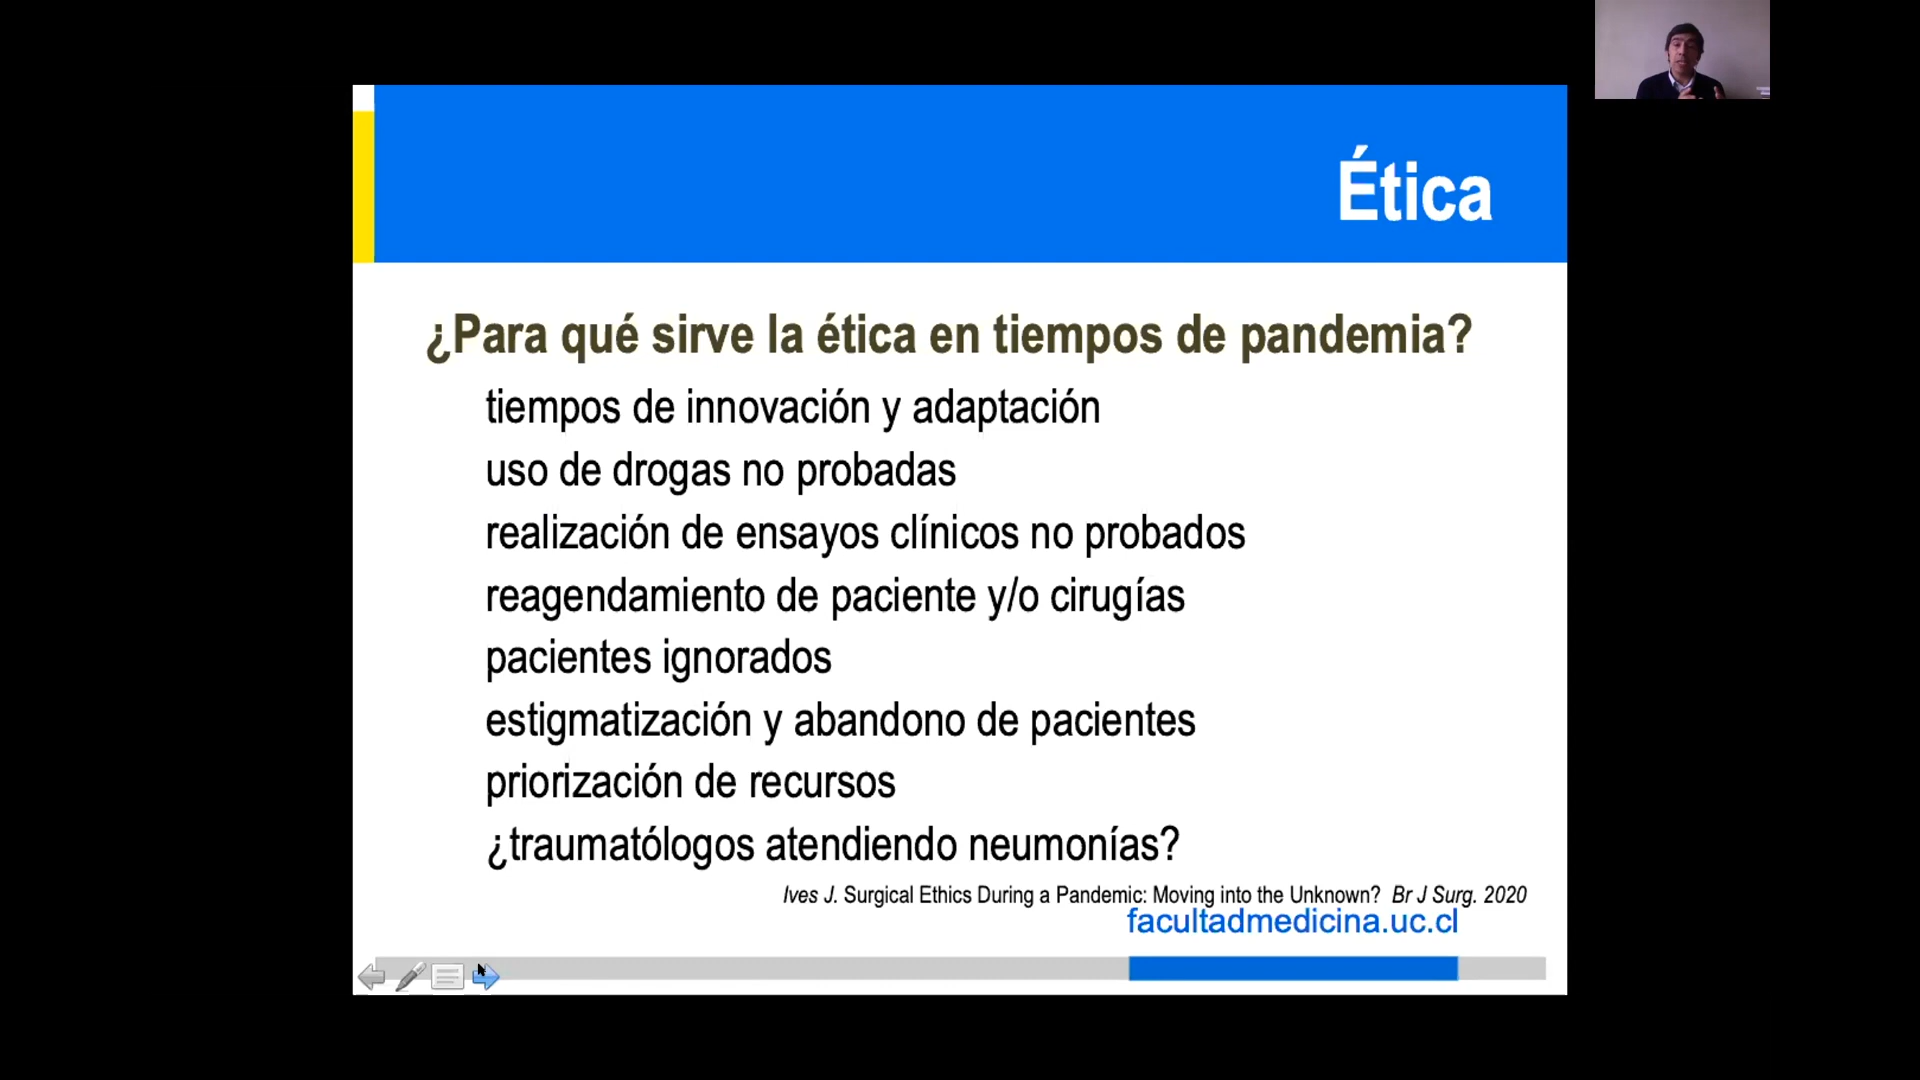 Ética
¿Para qué sirve la ética en tiempos de pandemia?
tiempos de innovación y adaptación
uso de drogas no probadas
realización de ensayos clínicos no probados
reagendamiento de paciente y/o cirugías
pacientes ignorados
estigmatización y abandono de pacientes
priorización de recursos
¿traumatólogos atendiendo neumonías?
Ives J. Surgical Ethics During a Pandemic: Moving into the Unknown? Br J Surg. 2020
facultadmedicina.uc.cl